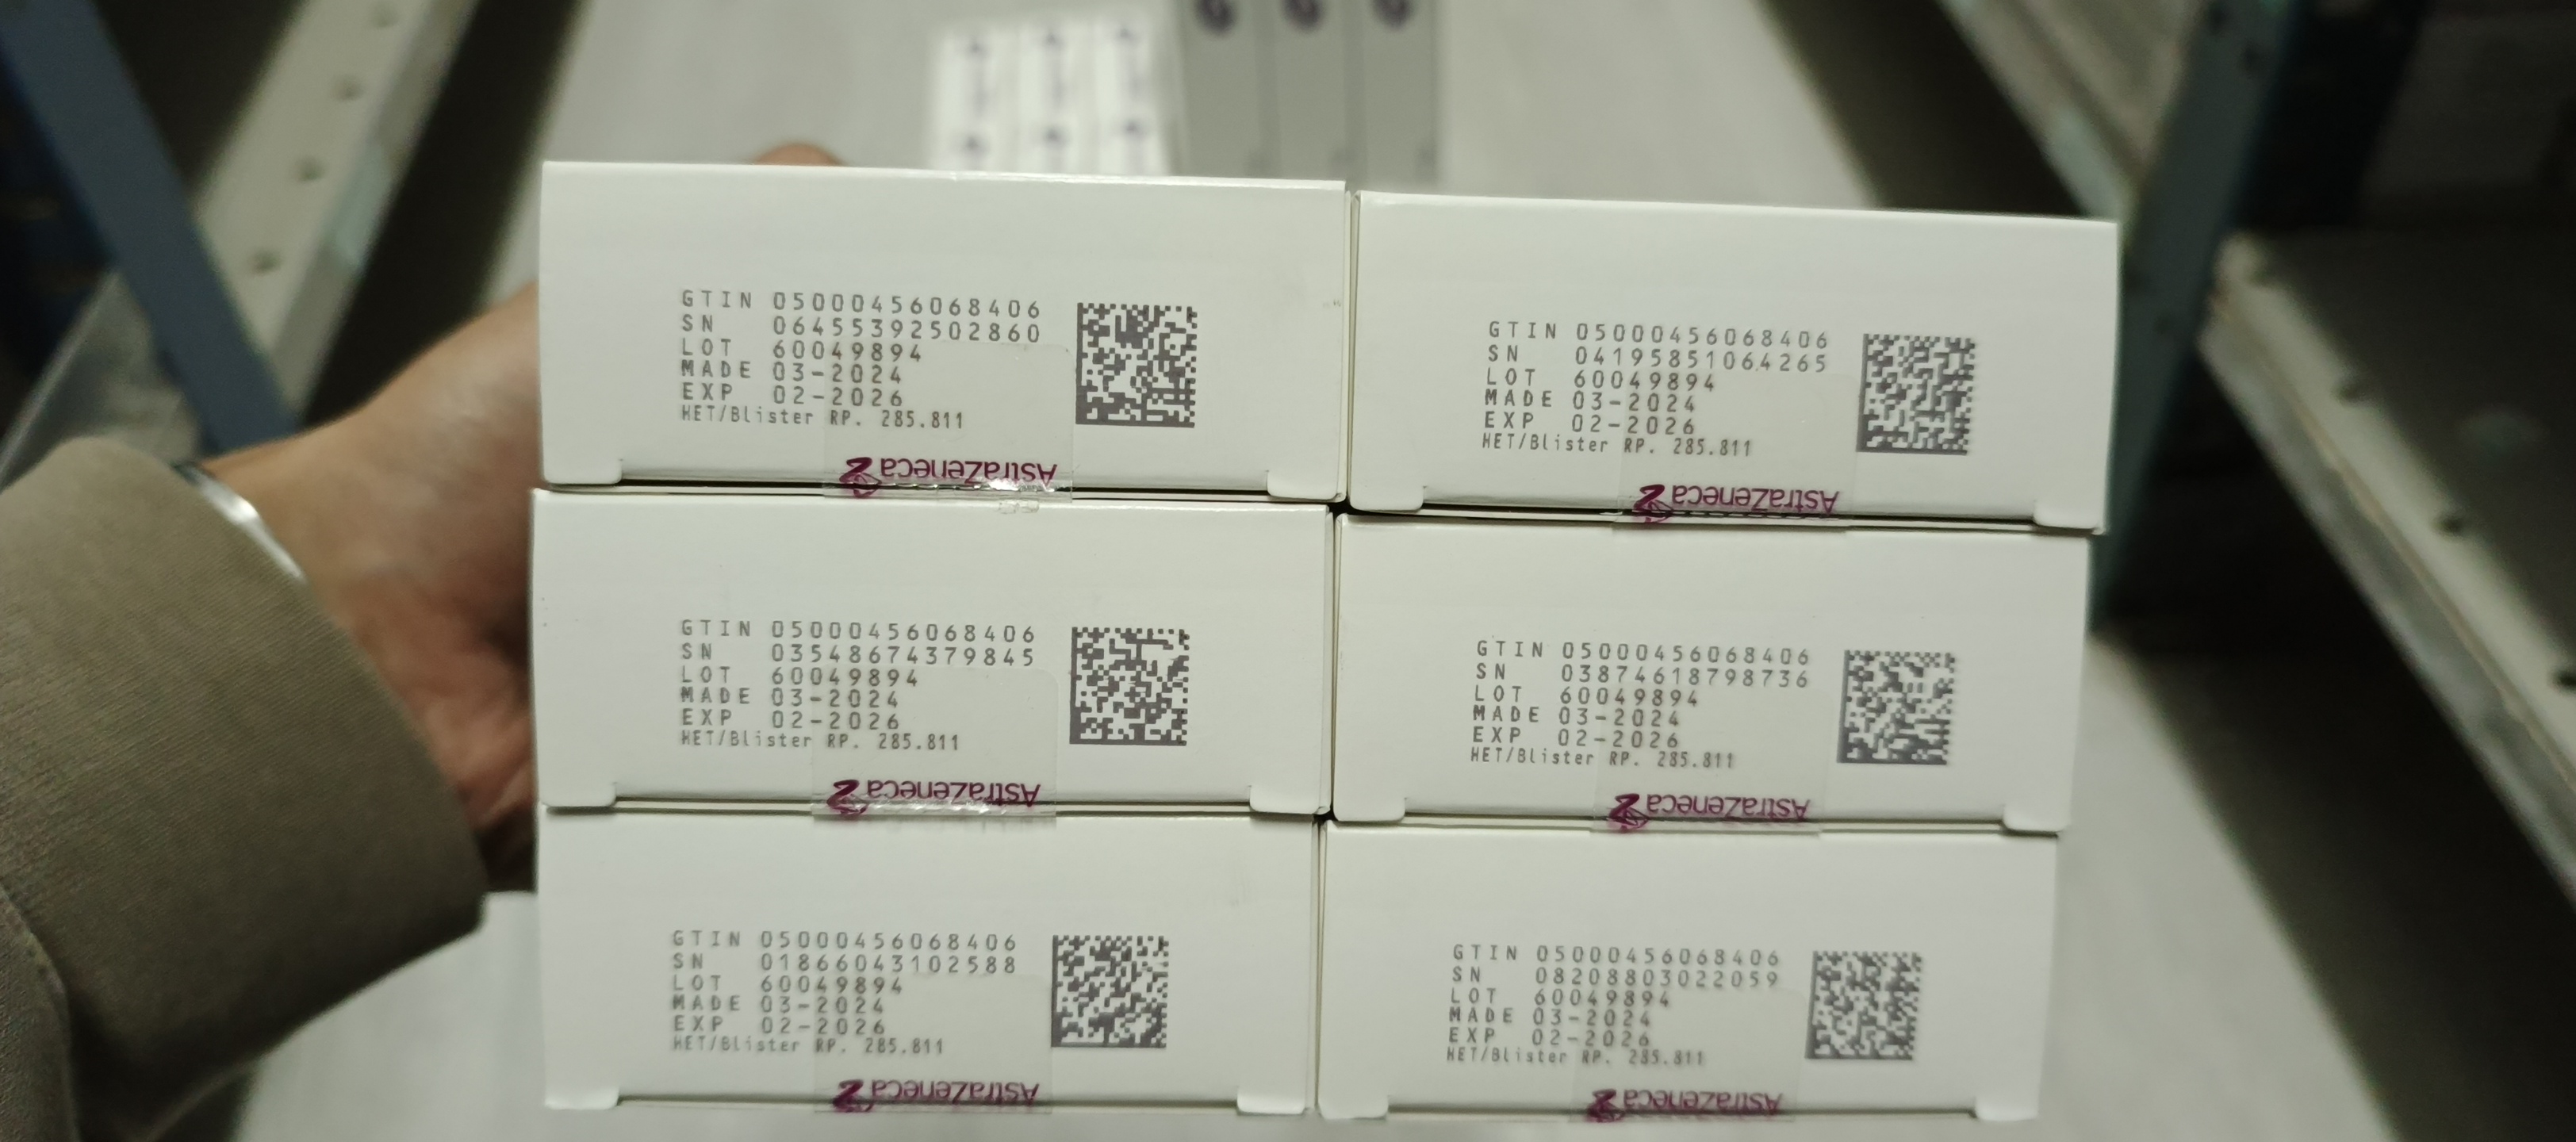 GTIN 05000456068406
SN 06455392502860
LOT 60049894
MADE 03-2024
EXP 02-2026
HET/Blister RP. 285.811
AstraZeneca
GTIN 05000456068406
SN 04195851064265
LOT 60049894
MADE 03-2024
EXP 02-2026
HET/Blister RP. 285.811
AstraZeneca
GTIN 05000456068406
SN 03548674379845
LOT 60049894
MADE 03-2024
EXP 02-2026
HET/Blister RP. 285.811
AstraZeneca
GTIN 05000456068406
SN 03874618798736
LOT 60049894
MADE 03-2024
EXP 02-2026
HET/Blister RP. 285.811
AstraZeneca
GTIN 05000456068406
SN 01866043102588
LOT 60049894
MADE 03-2024
EXP 02-2026
HET/Blister RP. 285.811
AstraZeneca
GTIN 05000456068406
SN 08208803022059
LOT 60049894
MADE 03-2024
EXP 02-2026
HET/Blister RP. 285.811
AstraZeneca